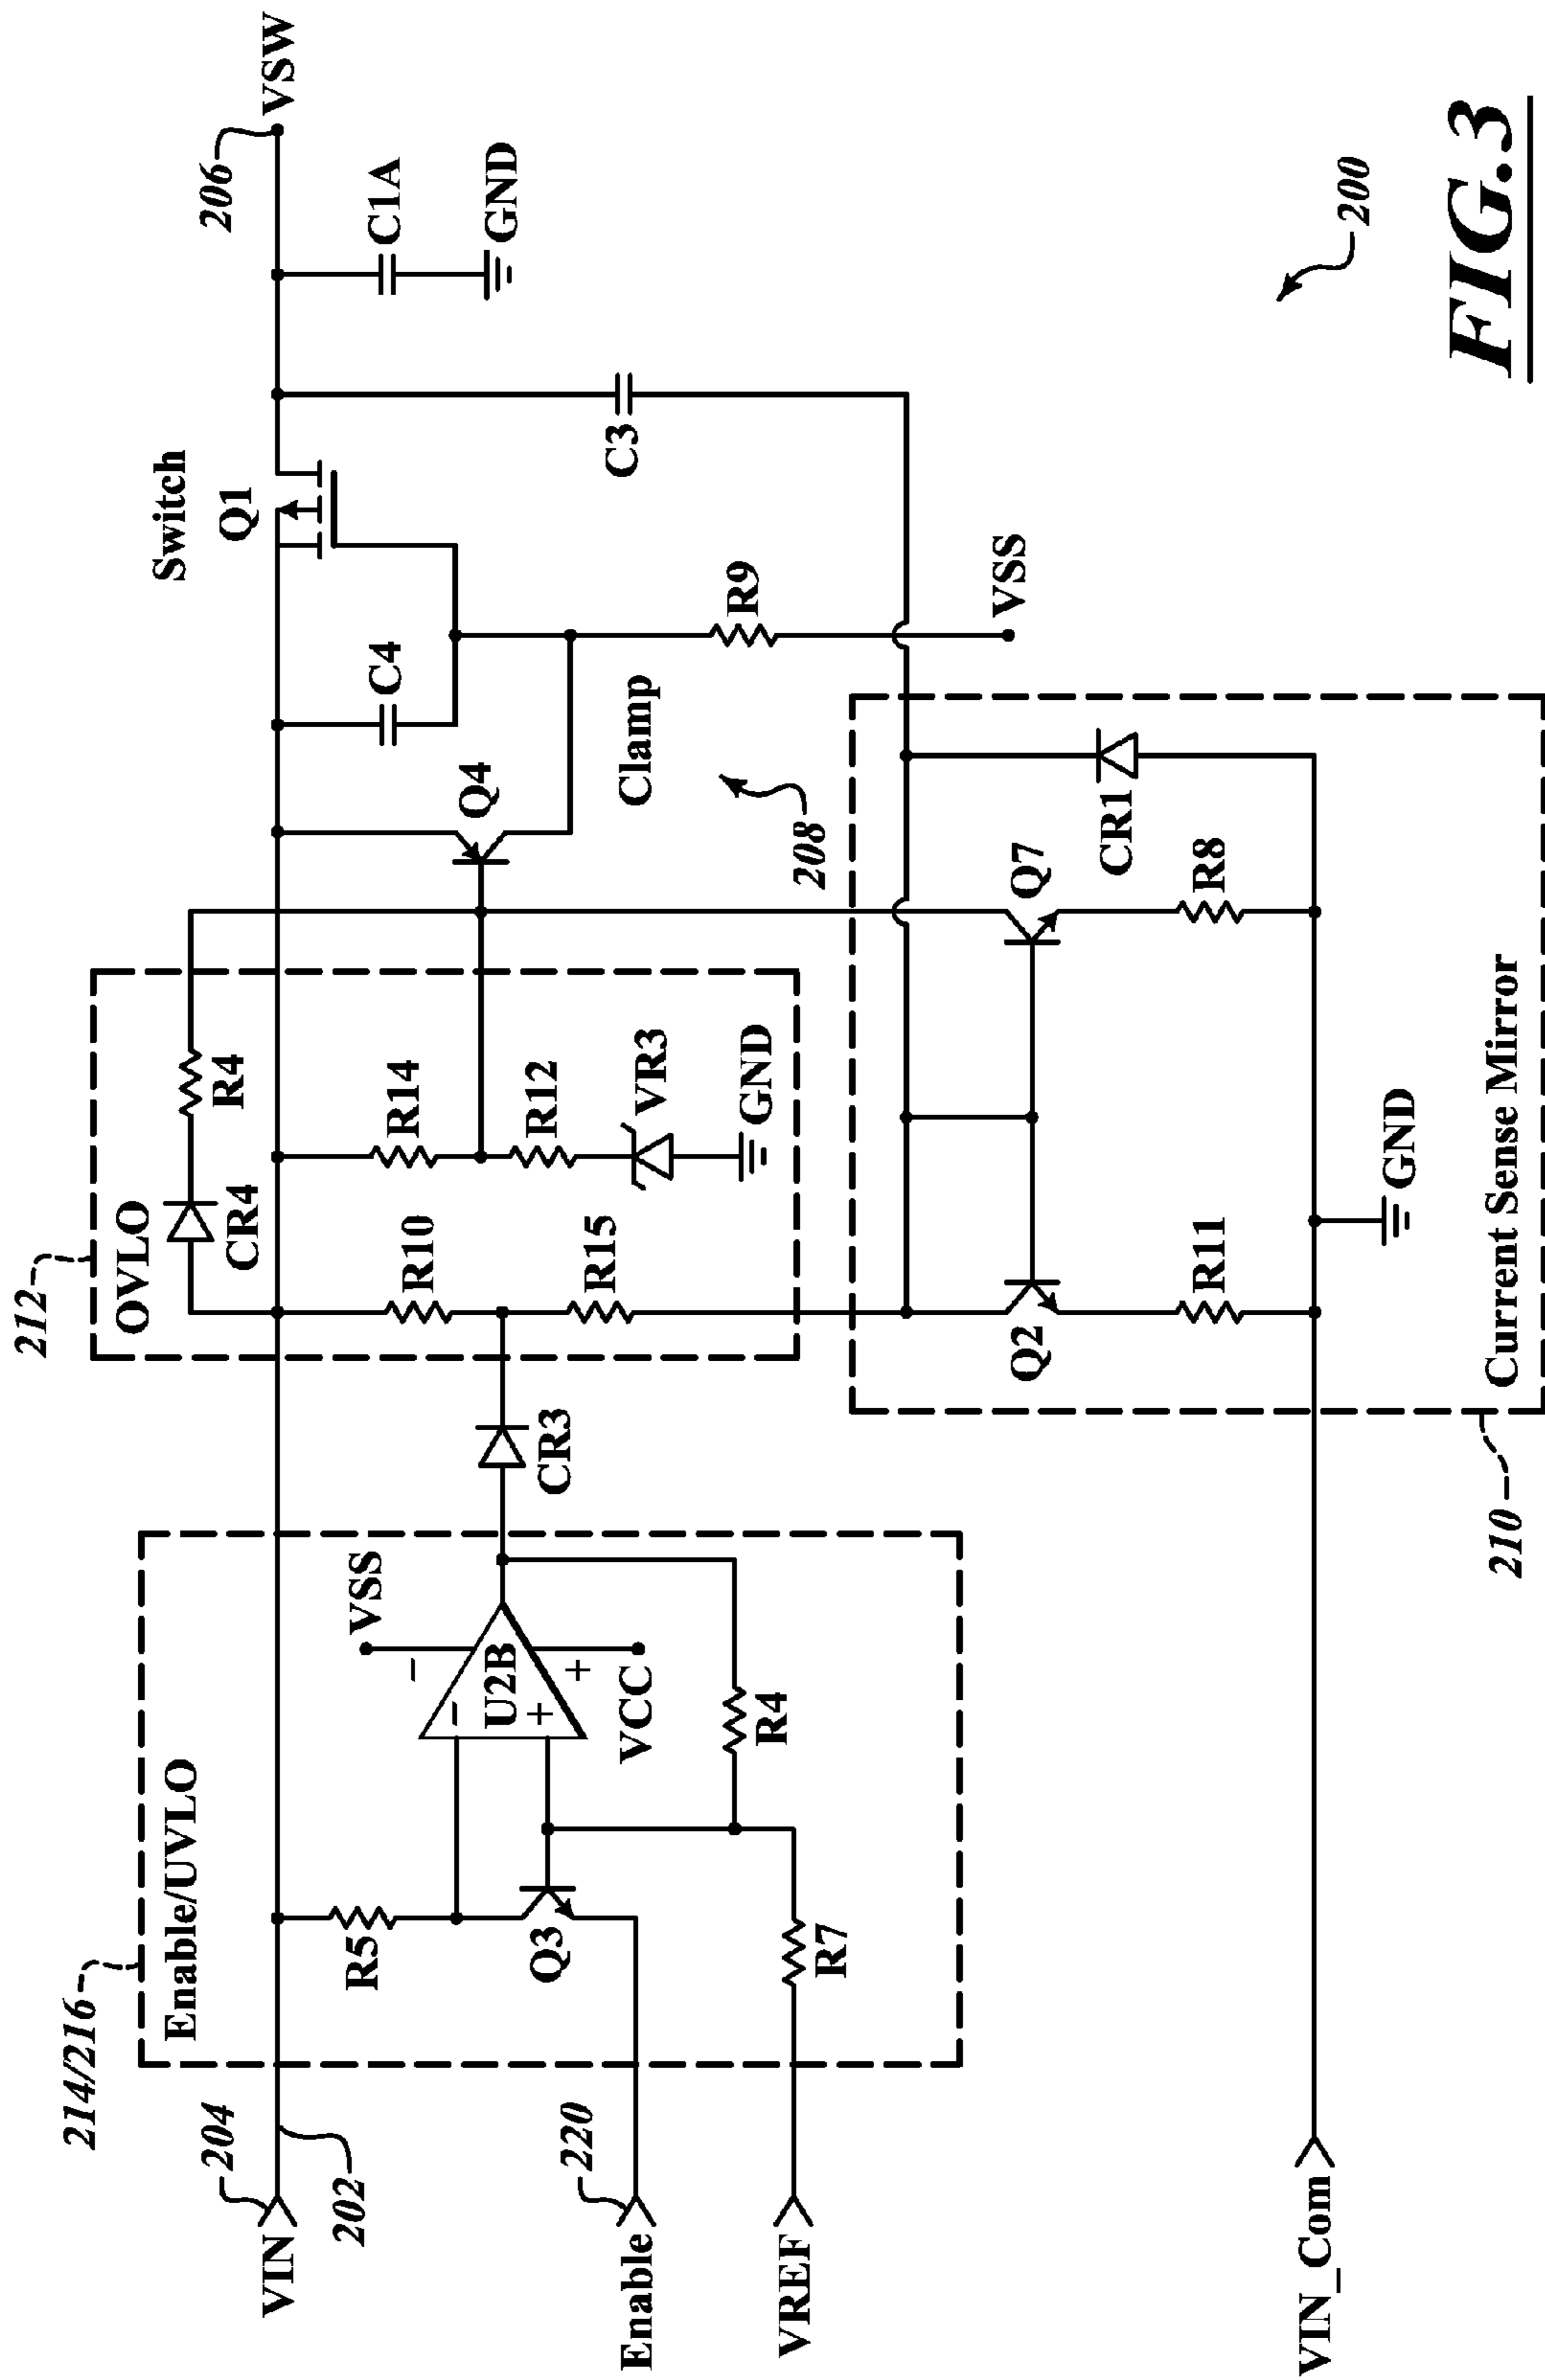 214/216
212
204
VIN
202
206
VSW
Enable/UVLO
OVLO
Switch
Q1
CR4
R4
R5
VSS
−
−
U2B
+
+
VCC
R10
R14
Q4
C4
C1A
GND
Q3
CR3
R15
R12
VR3
GND
Clamp
208
C3
220
Enable
R4
R9
VREF
R7
VSS
Q2
Q7
CR1
R11
R8
VIN_Com
GND
210
Current Sense Mirror
200
FIG.3